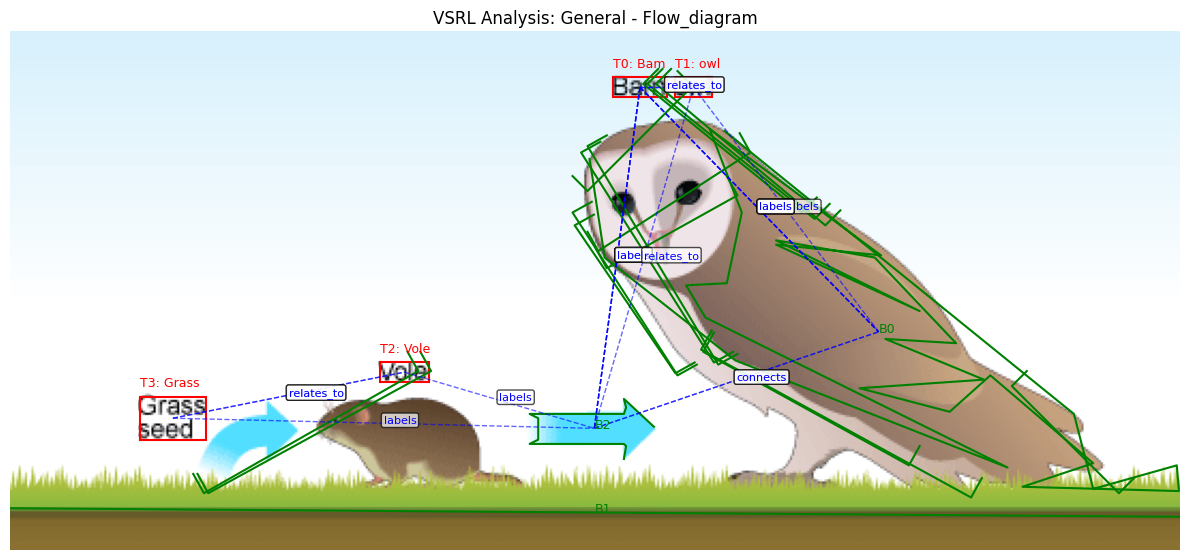 VSRL Analysis: General - Flow_diagram
T0: Bam T1: owl
Barn
relates_to
labels
bels
labe
relates_to
B0
T2: Vole
Vole
connects
T3: Grass
relates_to
labels
Grass
seed
labels
B2
B1